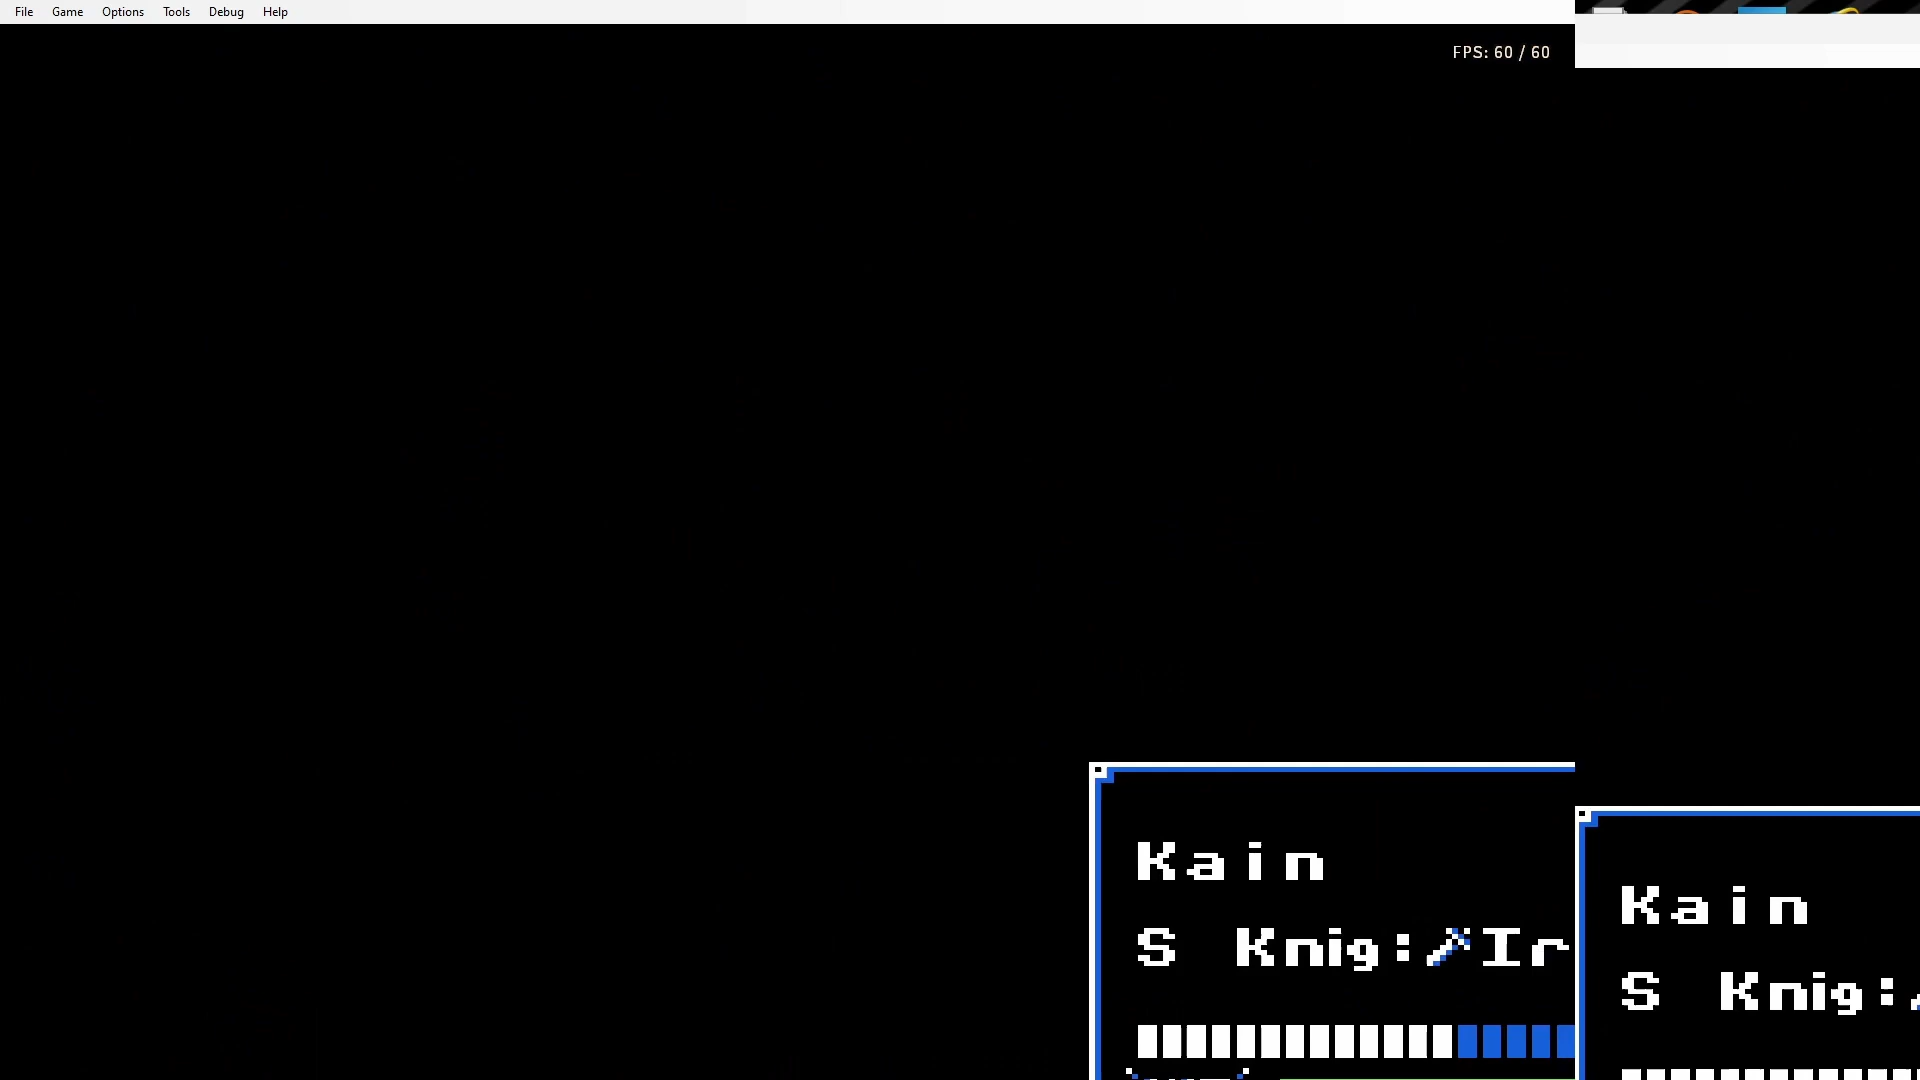 File Game Options Tools Debug Help
FPS: 60 / 60
Kain
S Knig:Ir
Kain
S Knig: